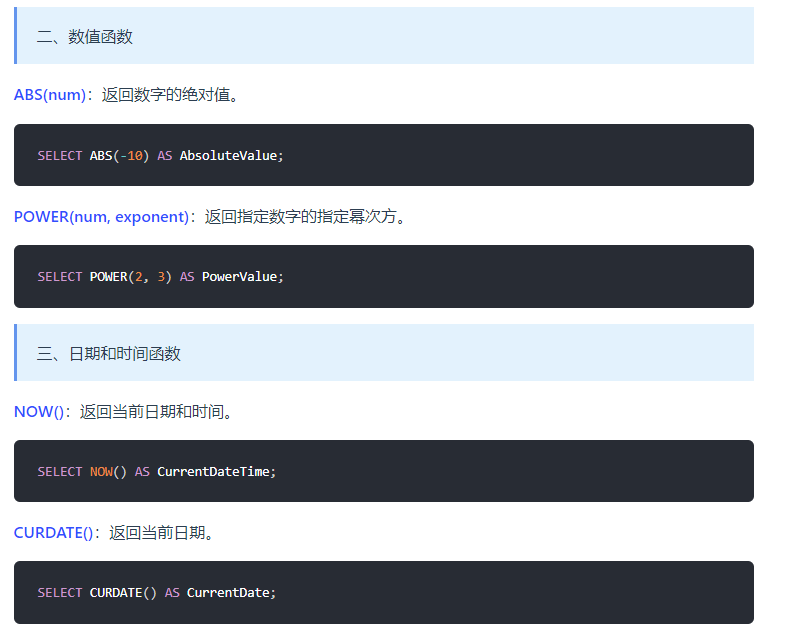 二、数值函数
ABS(num)：返回数字的绝对值。
SELECT ABS(-10) AS AbsoluteValue;
POWER(num, exponent)：返回指定数字的指定幂次方。
SELECT POWER(2, 3) AS PowerValue;
三、日期和时间函数
NOW()：返回当前日期和时间。
SELECT NOW() AS CurrentDateTime;
CURDATE()：返回当前日期。
SELECT CURDATE() AS CurrentDate;